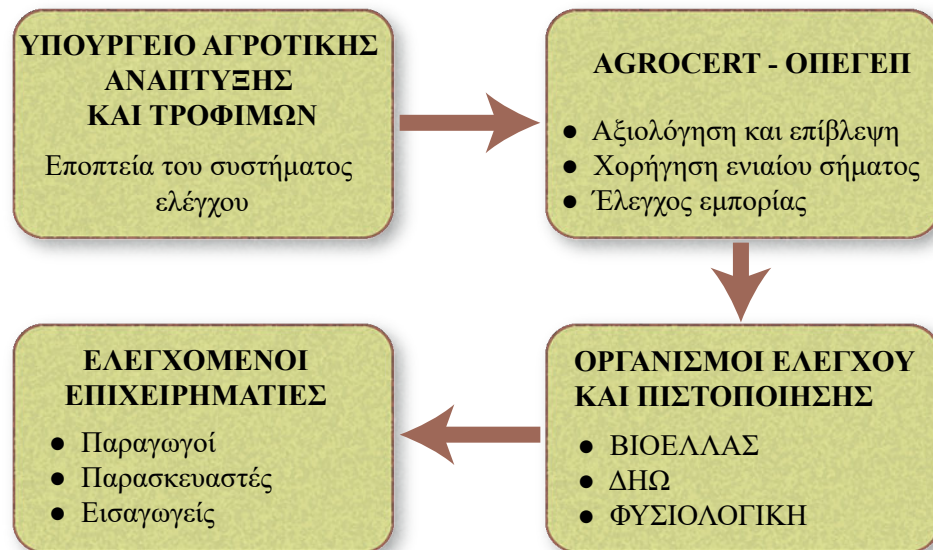 ΥΠΟΥΡΓΕΙΟ ΑΓΡΟΤΙΚΗΣ
ΑΝΑΠΤΥΞΗΣ
ΚΑΙ ΤΡΟΦΙΜΩΝ
Εποπτεία του συστήματος
ελέγχου
AGROCERT - ΟΠΕΓΕΠ
● Αξιολόγηση και επίβλεψη
● Χορήγηση ενιαίου σήματος
● Έλεγχος εμπορίας
ΟΡΓΑΝΙΣΜΟΙ ΕΛΕΓΧΟΥ
ΚΑΙ ΠΙΣΤΟΠΟΙΗΣΗΣ
● ΒΙΟΕΛΛΑΣ
● ΔΗΩ
● ΦΥΣΙΟΛΟΓΙΚΗ
ΕΛΕΓΧΟΜΕΝΟΙ
ΕΠΙΧΕΙΡΗΜΑΤΙΕΣ
● Παραγωγοί
● Παρασκευαστές
● Εισαγωγείς